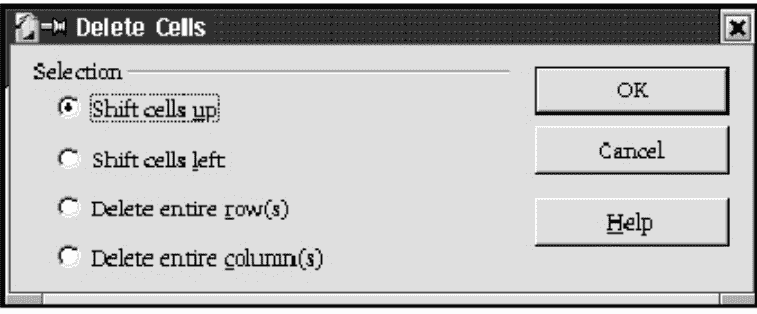 Delete Cells
Selection
Shift cells up
Shift cells left
Delete entire row(s)
Delete entire column(s)
OK
Cancel
Help